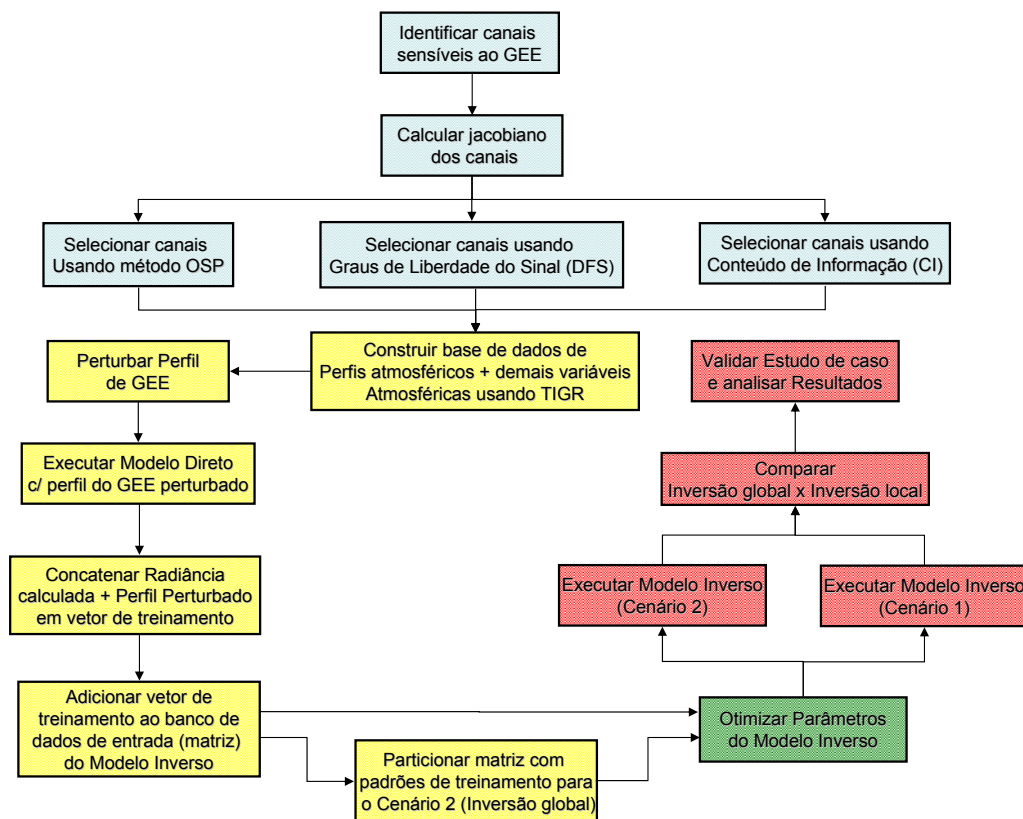 Identificar canais
sensíveis ao GEE
Calcular jacobiano
dos canais
Selecionar canais
Usando método OSP
Selecionar canais usando
Graus de Liberdade do Sinal (DFS)
Selecionar canais usando
Conteúdo de Informação (CI)
Perturbar Perfil
de GEE
Construir base de dados de
Perfis atmosféricos + demais variáveis
Atmosféricas usando TIGR
Validar Estudo de caso
e analisar Resultados
Executar Modelo Direto
c/ perfil do GEE perturbado
Comparar
Inversão global x Inversão local
Concatenar Radiância
calculada + Perfil Perturbado
em vetor de treinamento
Executar Modelo Inverso
(Cenário 2)
Executar Modelo Inverso
(Cenário 1)
Adicionar vetor de
treinamento ao banco de
dados de entrada (matriz)
do Modelo Inverso
Particionar matriz com
padrões de treinamento para
o Cenário 2 (Inversão global)
Otimizar Parâmetros
do Modelo Inverso